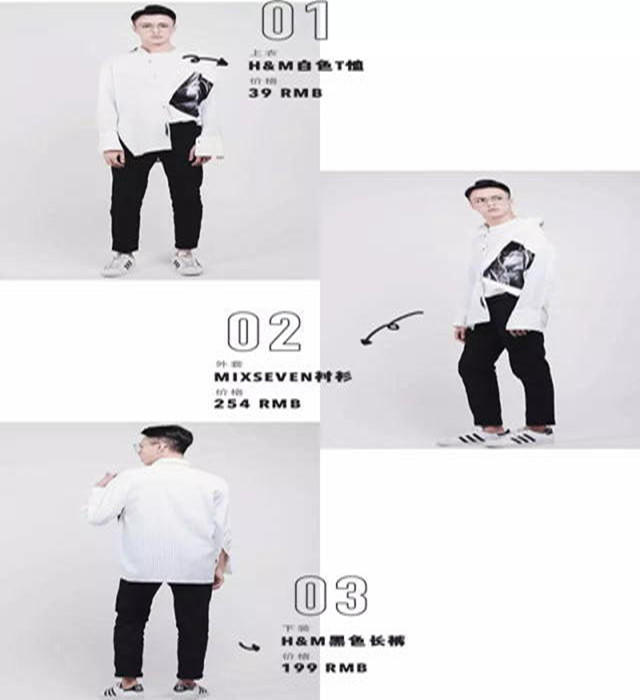 01
上衣
H&M白色T恤
价格
39 RMB
02
外套
MIXSEVEN衬衫
价格
254 RMB
03
下装
H&M黑色长裤
价格
199 RMB